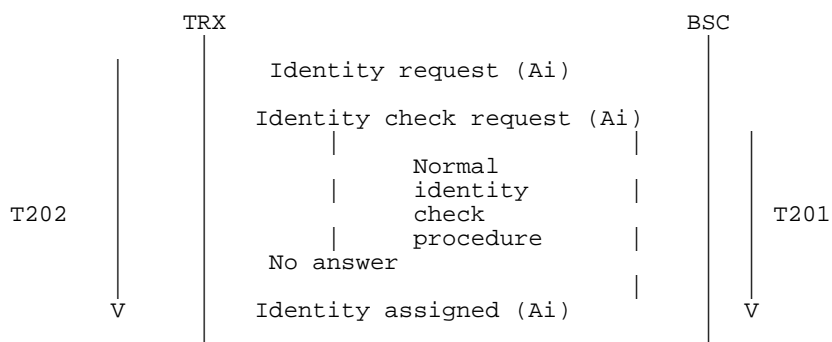 TRX BSC
Identity request (Ai)
Identity check request (Ai)
Normal
identity
T202 check T201
procedure
No answer
V Identity assigned (Ai) V